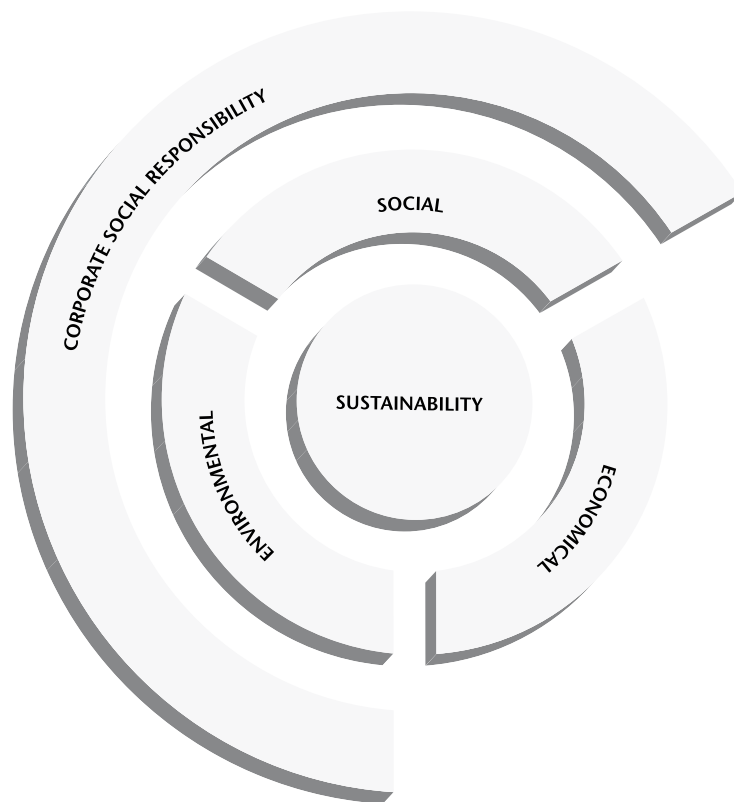 CORPORATE SOCIAL RESPONSIBILITY
SOCIAL
SUSTAINABILITY
ENVIRONMENTAL
ECONOMICAL